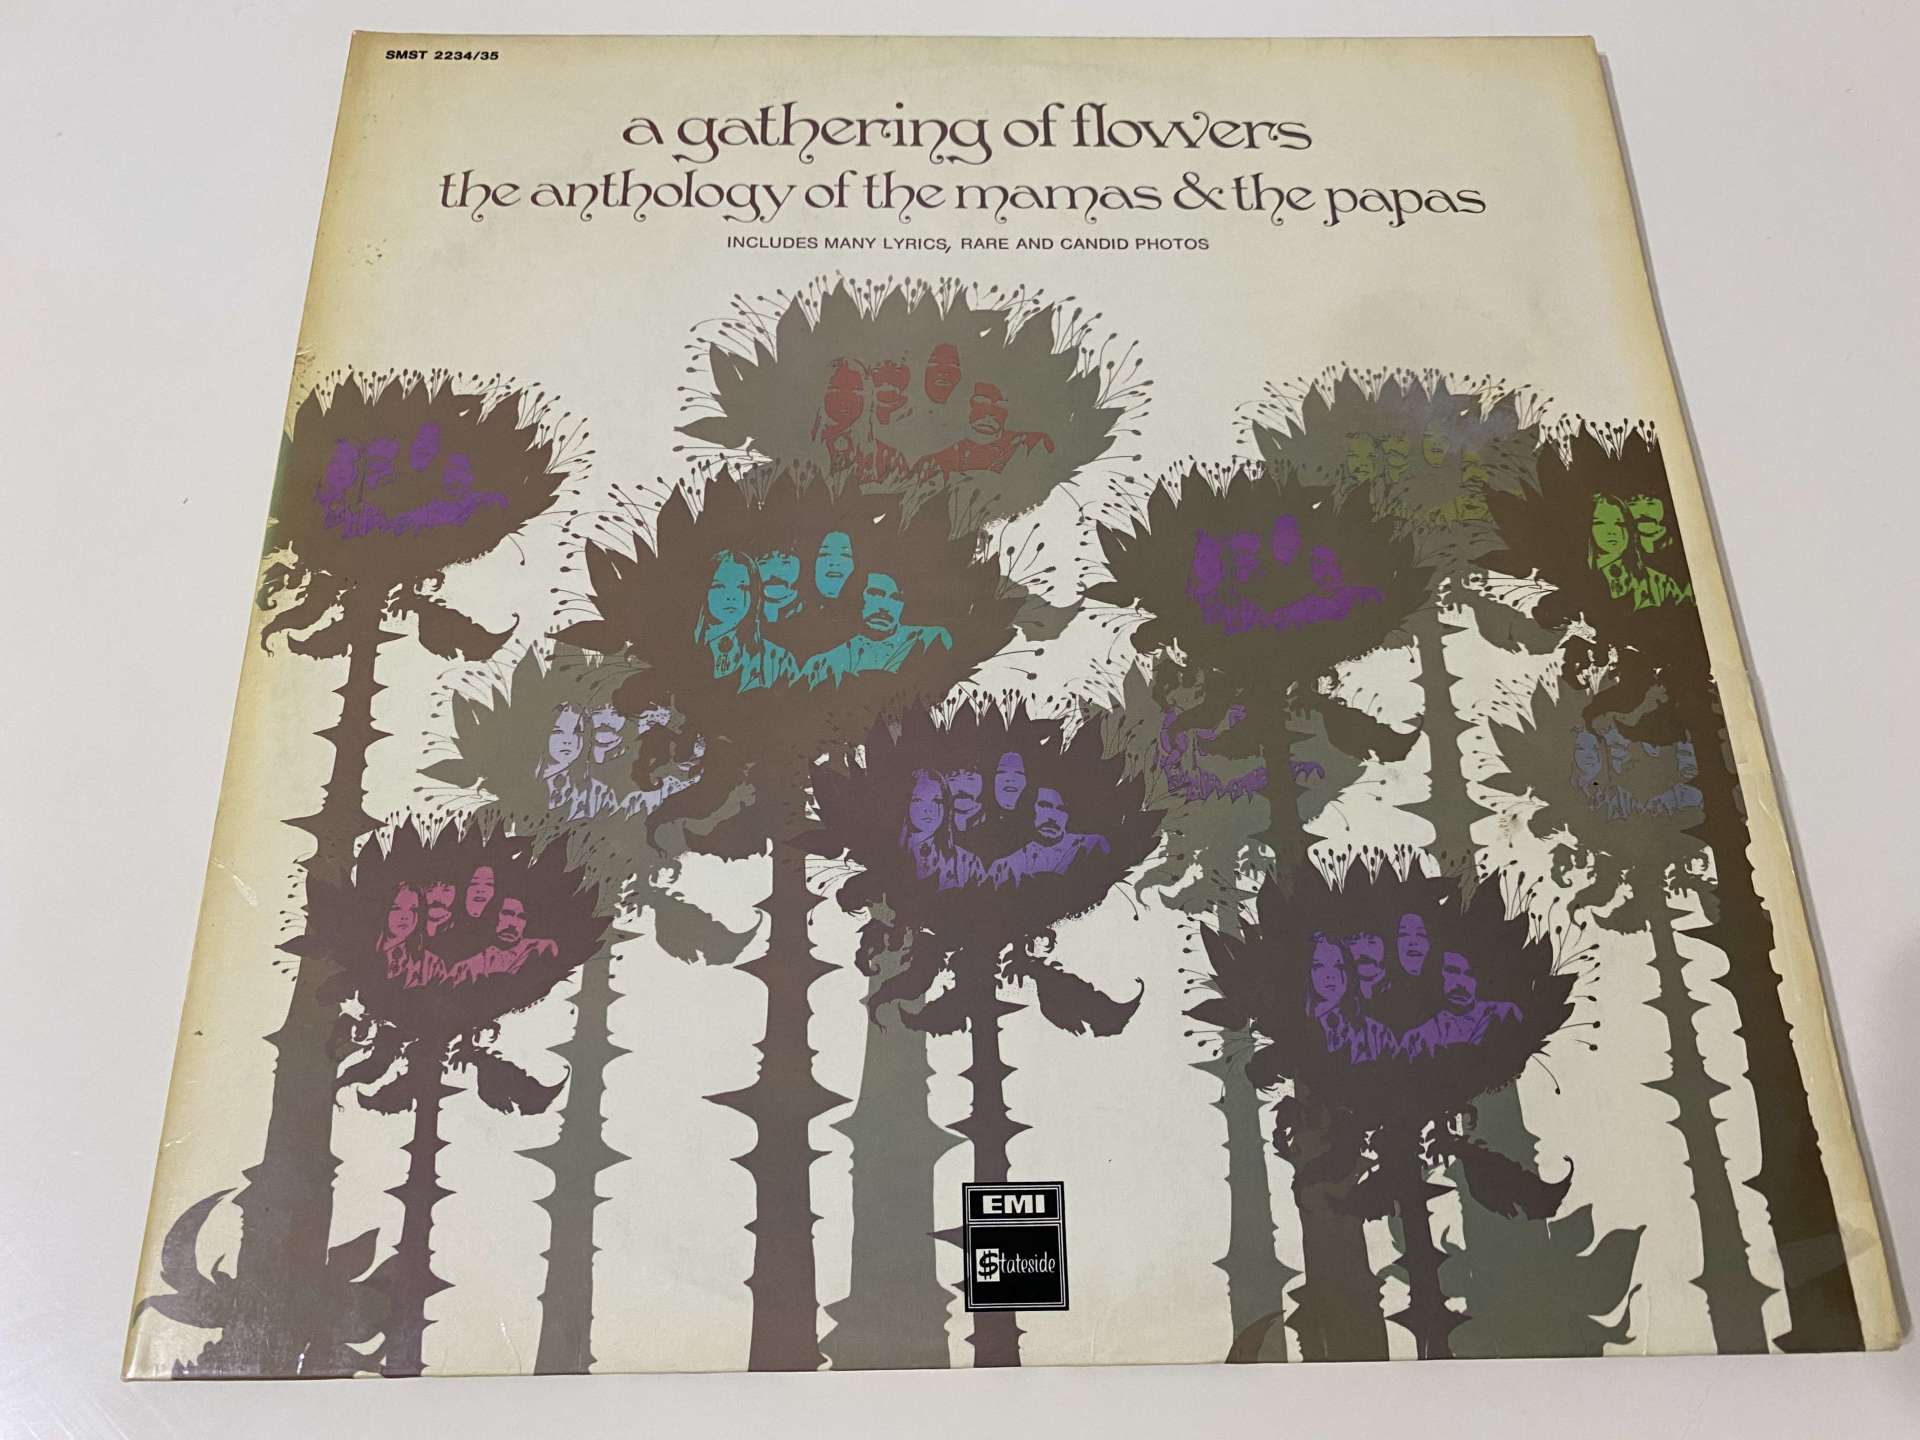 SMST 2234/35
a gathering of flowers
the anthology of the mamas & the papas
INCLUDES MANY LYRICS, RARE AND CANDID PHOTOS
EMI
$tateside